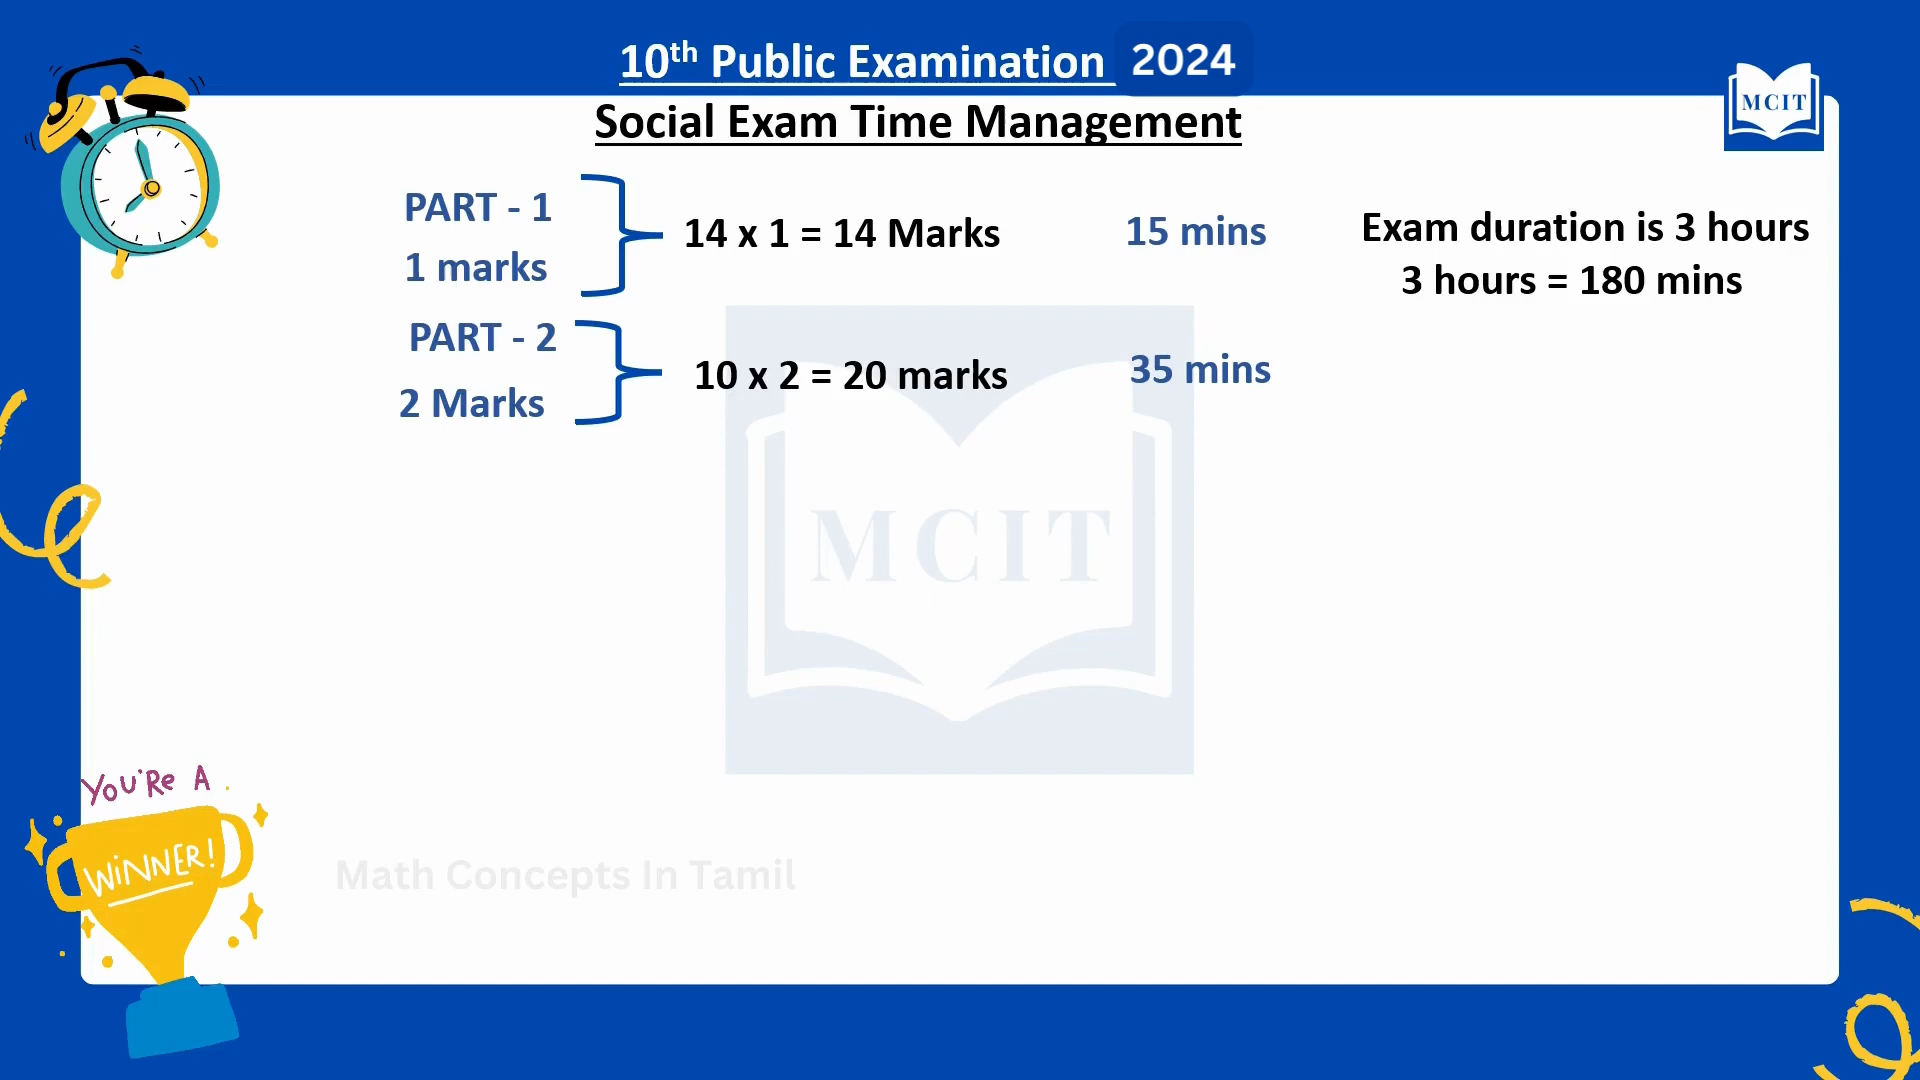 10th Public Examination 2024
Social Exam Time Management
MCIT
PART - 1
1 marks
14 x 1 = 14 Marks
15 mins
Exam duration is 3 hours
3 hours = 180 mins
PART - 2
2 Marks
10 x 2 = 20 marks
35 mins
MCIT
YOU'RE A
WINNER!
Math Concepts In Tamil